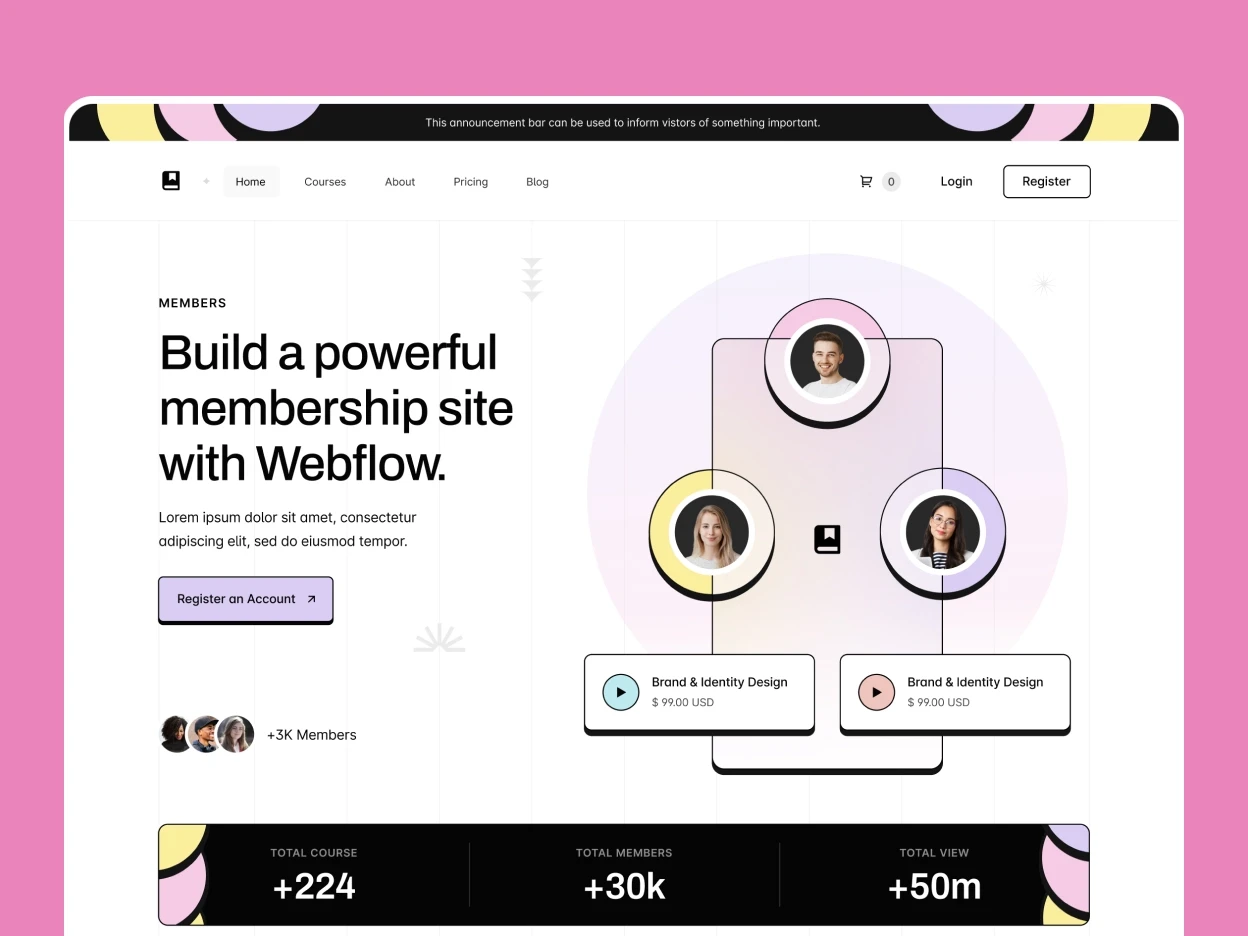 This announcement bar can be used to inform vistors of something important.
Home
Courses
About
Pricing
Blog
0
Login
Register
MEMBERS
Build a powerful
membership site
with Webflow.
Lorem ipsum dolor sit amet, consectetur
adipiscing elit, sed do eiusmod tempor.
Register an Account
+3K Members
Brand & Identity Design
$ 99.00 USD
Brand & Identity Design
$ 99.00 USD
TOTAL COURSE
+224
TOTAL MEMBERS
+30k
TOTAL VIEW
+50m